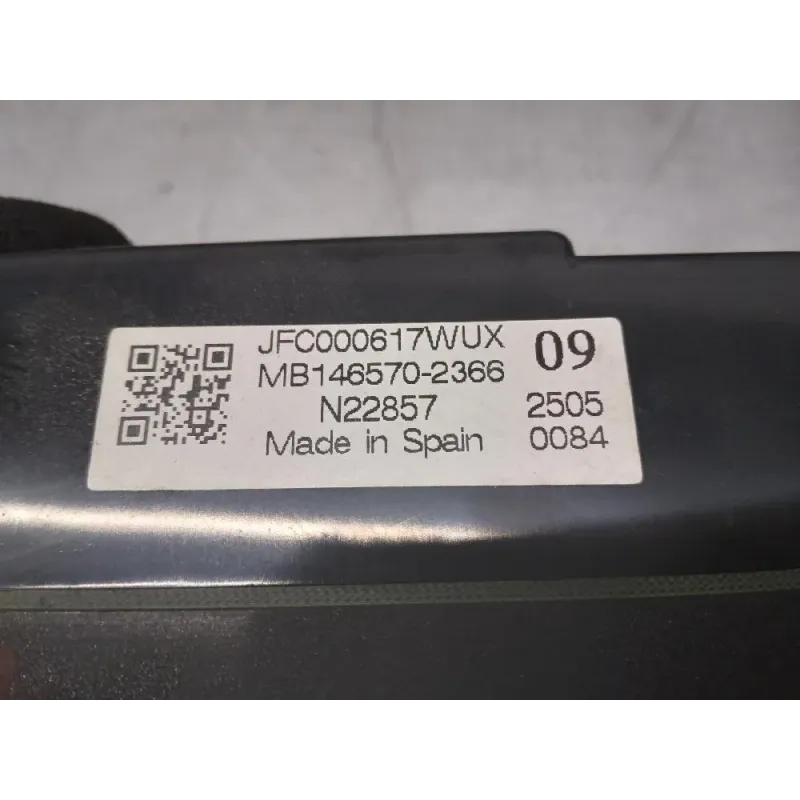 JFC000617WUX 09
MB146570-2366
N22857 2505
Made in Spain 0084